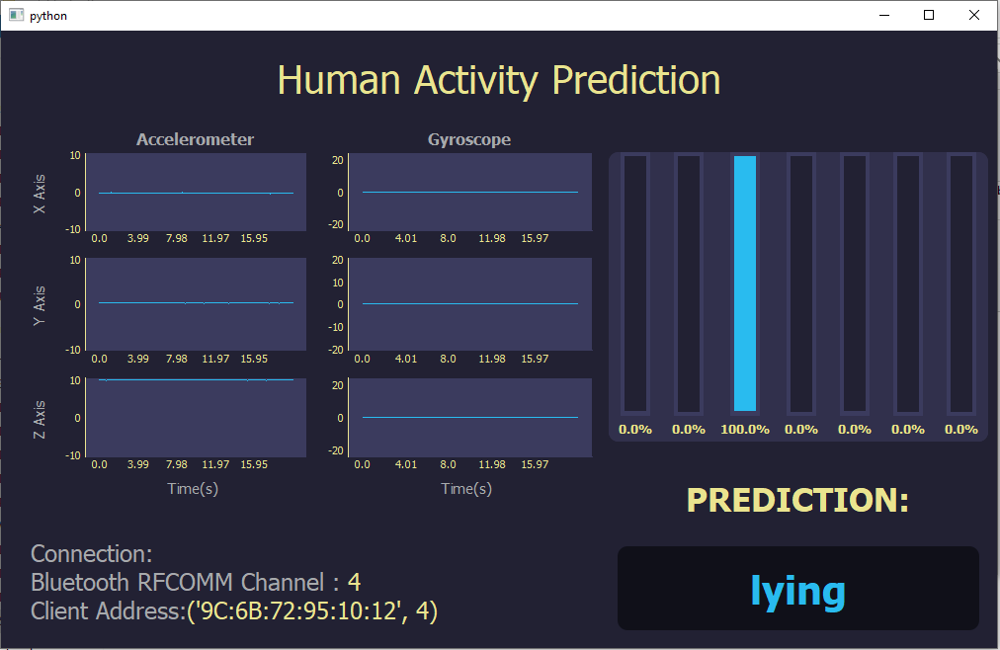 python
Human Activity Prediction
Accelerometer
Gyroscope
X Axis
10
0
-10
0.0 3.99 7.98 11.97 15.95
20
0
-20
0.0 4.01 8.0 11.98 15.97
Y Axis
10
0
-10
0.0 3.99 7.98 11.97 15.95
20
10
0
-10
-20
0.0 4.01 8.0 11.98 15.97
Z Axis
10
0
-10
0.0 3.99 7.98 11.97 15.95
20
0
-20
0.0 4.01 8.0 11.98 15.97
Time(s)
Time(s)
0.0% 0.0% 100.0% 0.0% 0.0% 0.0% 0.0%
PREDICTION:
lying
Connection:
Bluetooth RFCOMM Channel : 4
Client Address:('9C:6B:72:95:10:12', 4)